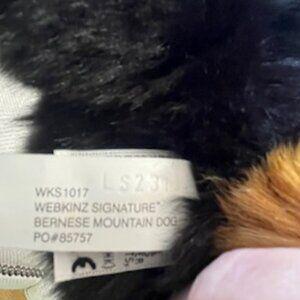 WKS1017
WEBKINZ SIGNATURE™
BERNESE MOUNTAIN DOG
PO#85757